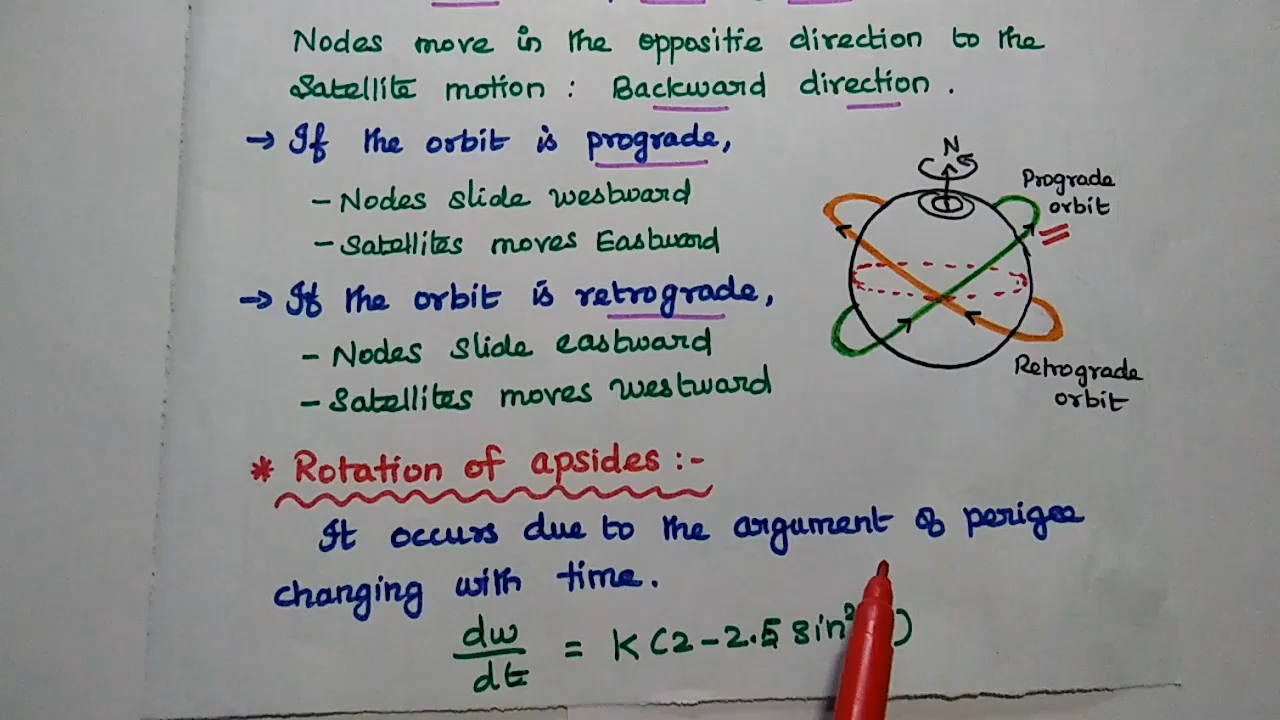 Nodes move in the oppositie direction to the
Satellite motion : Backward direction.
→ If the orbit is prograde,
- Nodes slide westward
- Satellites moves Eastward
→ If the orbit is retrograde,
- Nodes slide eastward
- Satellites moves westward
N
Prograde
orbit
Retrograde
orbit
* Rotation of apsides :-
It occurs due to the argument of perigee
changing with time.
dω/dt = K(2-2.5 sin² )